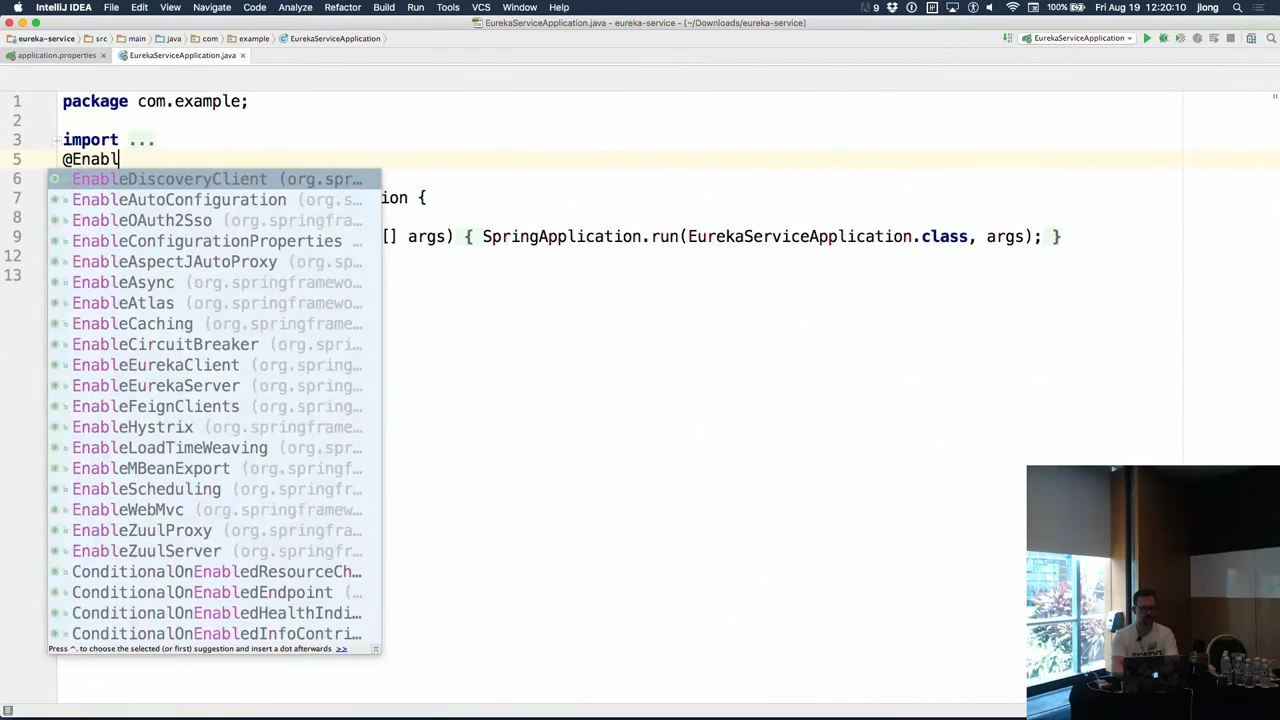 IntelliJ IDEA File Edit View Navigate Code Analyze Refactor Build Run Tools VCS Window 9 100% Fri Aug 19 12:20:10 jlong
EurekaServiceApplication.java - eureka-service - [~/Downloads/eureka-service]
eureka-service src main java com example EurekaServiceApplication EurekaServiceApplication
application.properties × EurekaServiceApplication.java ×
1 package com.example;
2
3 import ...
5 @Enabl
6 EnableDiscoveryClient (org.spr…
7 EnableAutoConfiguration (org.s… ion {
8 EnableOAuth2Sso (org.springfra…
9 EnableConfigurationProperties [] args) { SpringApplication.run(EurekaServiceApplication.class, args); }
12 EnableAspectJAutoProxy (org.sp…
13 EnableAsync (org.springframewo…
EnableAtlas (org.springframewo…
EnableCaching (org.springframe…
EnableCircuitBreaker (org.spri…
EnableEurekaClient (org.spring…
EnableEurekaServer (org.spring…
EnableFeignClients (org.spring…
EnableHystrix (org.springframe…
EnableLoadTimeWeaving (org.spr…
EnableMBeanExport (org.springf…
EnableScheduling (org.springfr…
EnableWebMvc (org.springframew…
EnableZuulProxy (org.springfra…
EnableZuulServer (org.springfr…
ConditionalOnEnabledResourceCh…
ConditionalOnEnabledEndpoint (…
ConditionalOnEnabledHealthIndi…
ConditionalOnEnabledInfoContri…
Press ^. to choose the selected (or first) suggestion and insert a dot afterwards >>